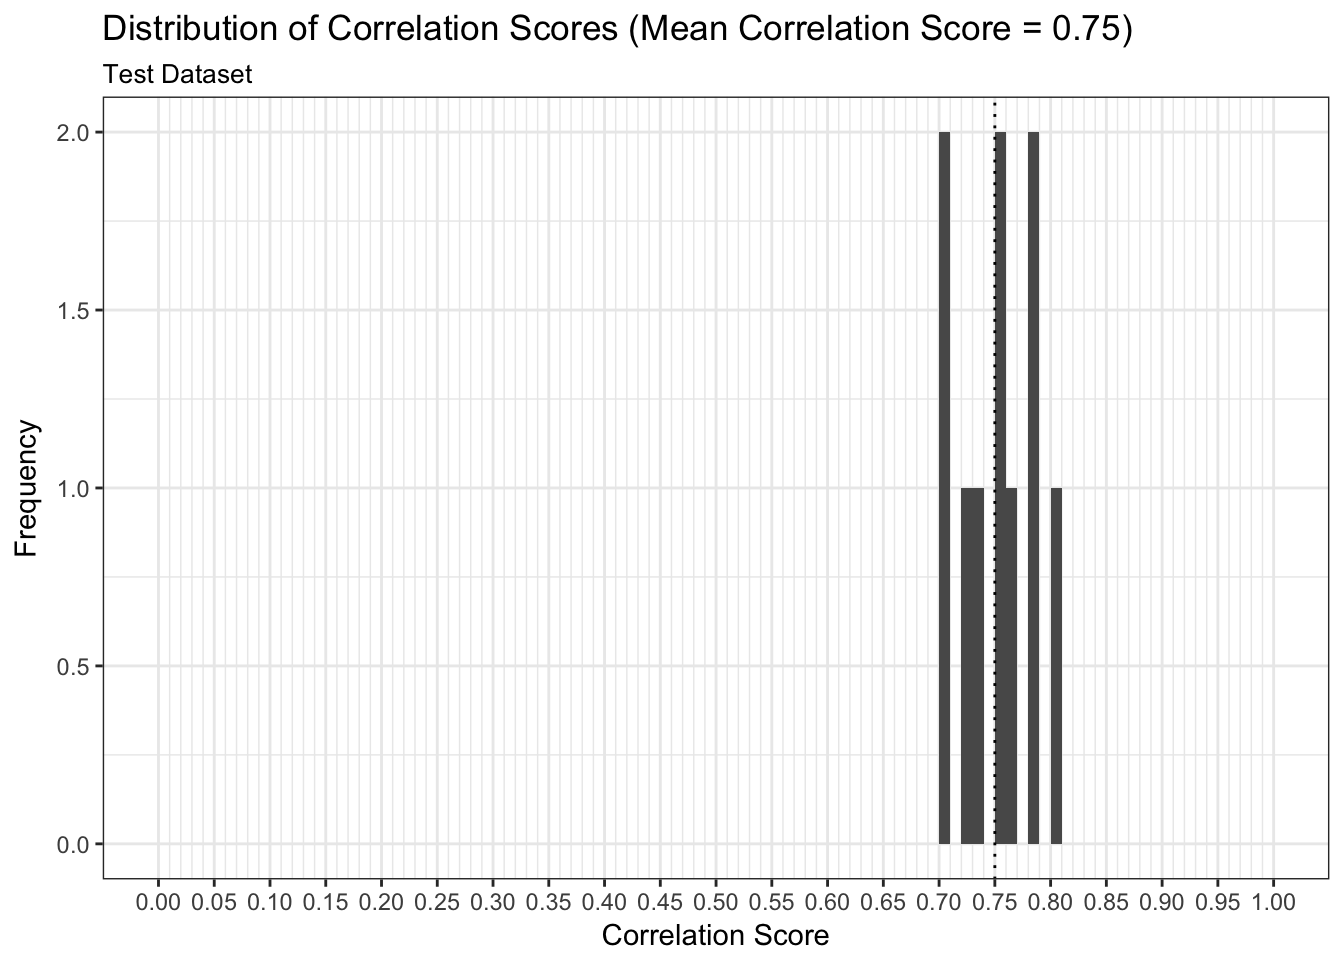 Distribution of Correlation Scores (Mean Correlation Score = 0.75)
Test Dataset
2.0
1.5
1.0
0.5
0.0
Frequency
0.00 0.05 0.10 0.15 0.20 0.25 0.30 0.35 0.40 0.45 0.50 0.55 0.60 0.65 0.70 0.75 0.80 0.85 0.90 0.95 1.00
Correlation Score